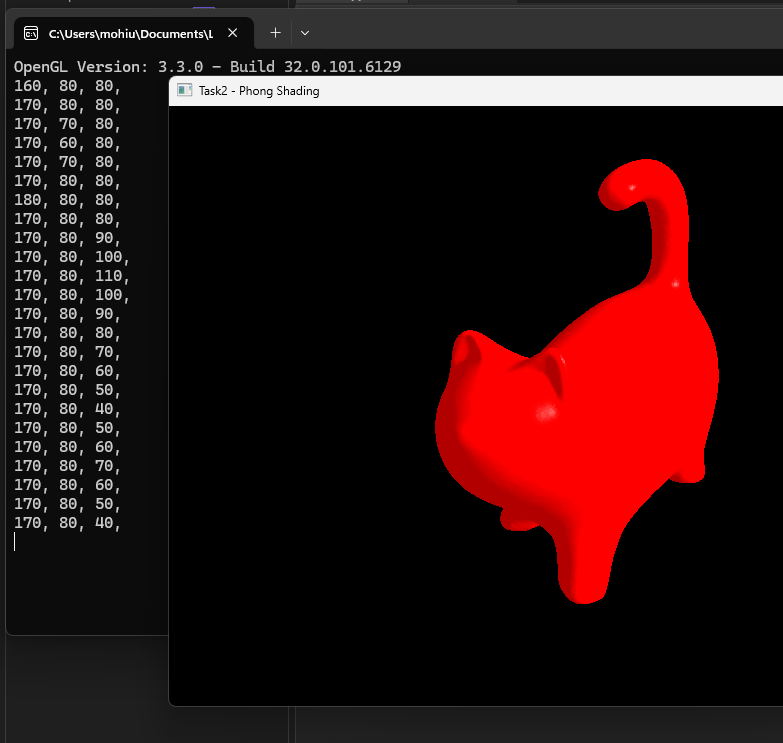 C:\Users\mohiu\Documents\L
OpenGL Version: 3.3.0 - Build 32.0.101.6129
160, 80, 80,
170, 80, 80,
170, 70, 80,
170, 60, 80,
170, 70, 80,
170, 80, 80,
180, 80, 80,
170, 80, 80,
170, 80, 90,
170, 80, 100,
170, 80, 110,
170, 80, 100,
170, 80, 90,
170, 80, 80,
170, 80, 70,
170, 80, 60,
170, 80, 50,
170, 80, 40,
170, 80, 50,
170, 80, 60,
170, 80, 70,
170, 80, 60,
170, 80, 50,
170, 80, 40,
Task2 - Phong Shading